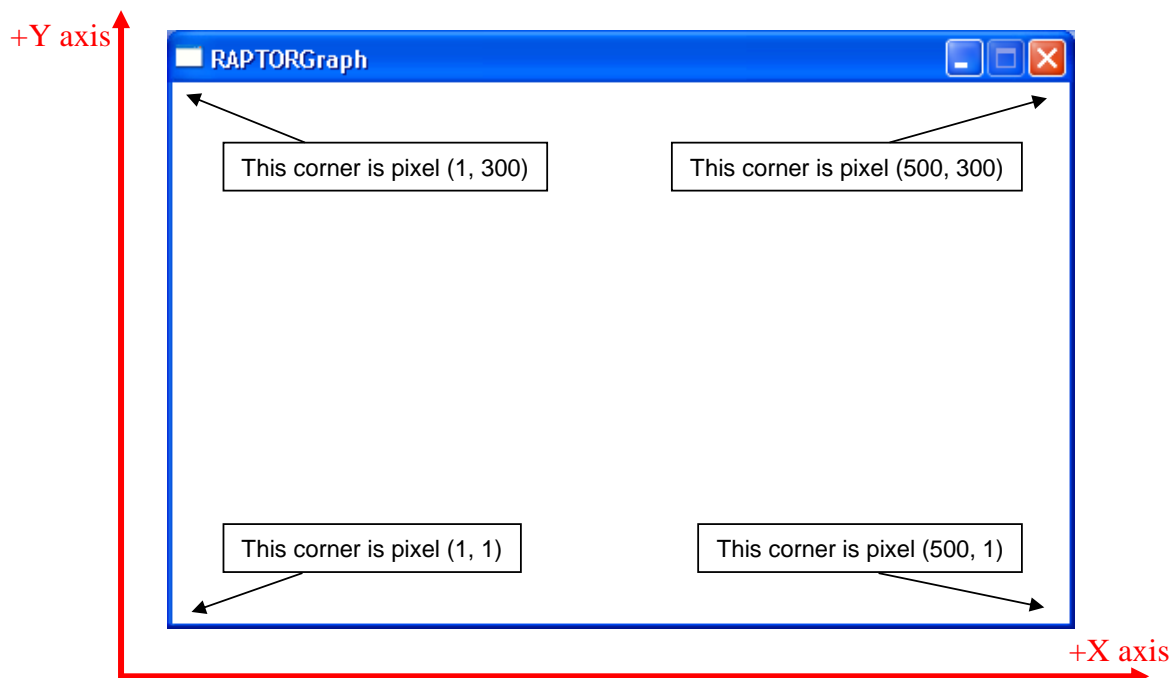 +Y axis
RAPTORGraph
This corner is pixel (1, 300)
This corner is pixel (500, 300)
This corner is pixel (1, 1)
This corner is pixel (500, 1)
+X axis